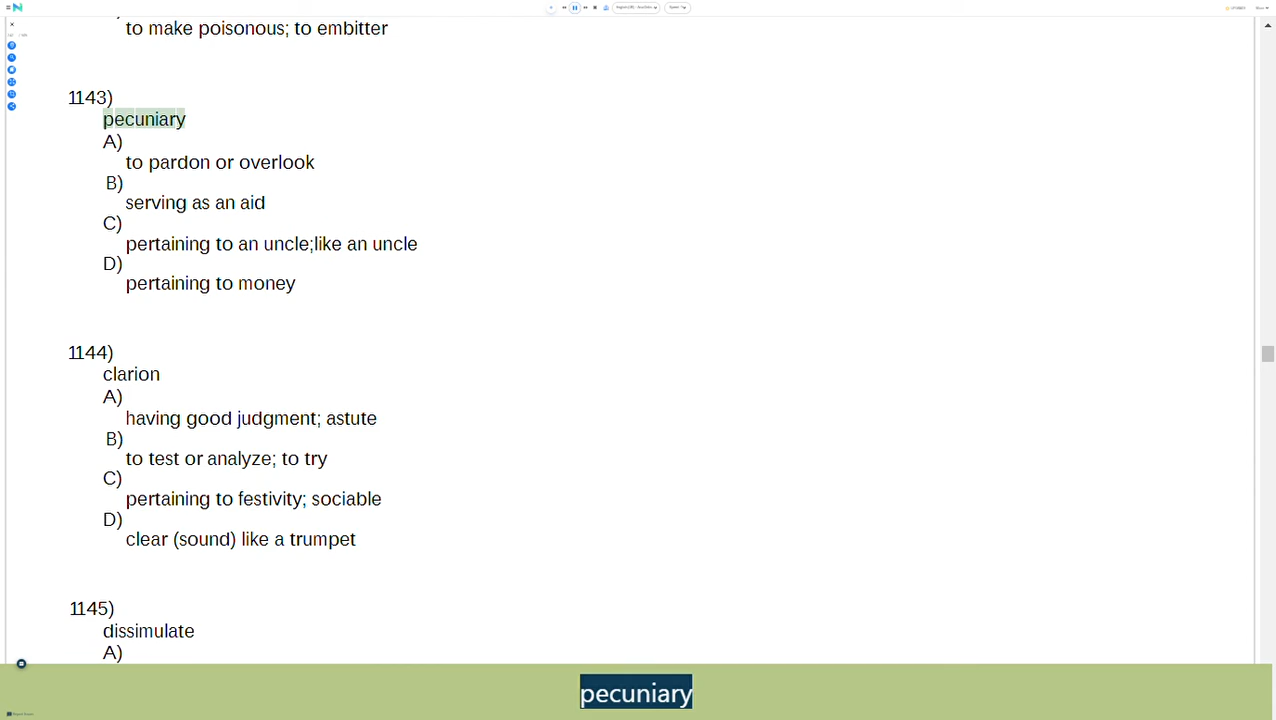 to make poisonous; to embitter
1143)
pecuniary
A)
to pardon or overlook
B)
serving as an aid
C)
pertaining to an uncle;like an uncle
D)
pertaining to money
1144)
clarion
A)
having good judgment; astute
B)
to test or analyze; to try
C)
pertaining to festivity; sociable
D)
clear (sound) like a trumpet
1145)
dissimulate
A)
pecuniary